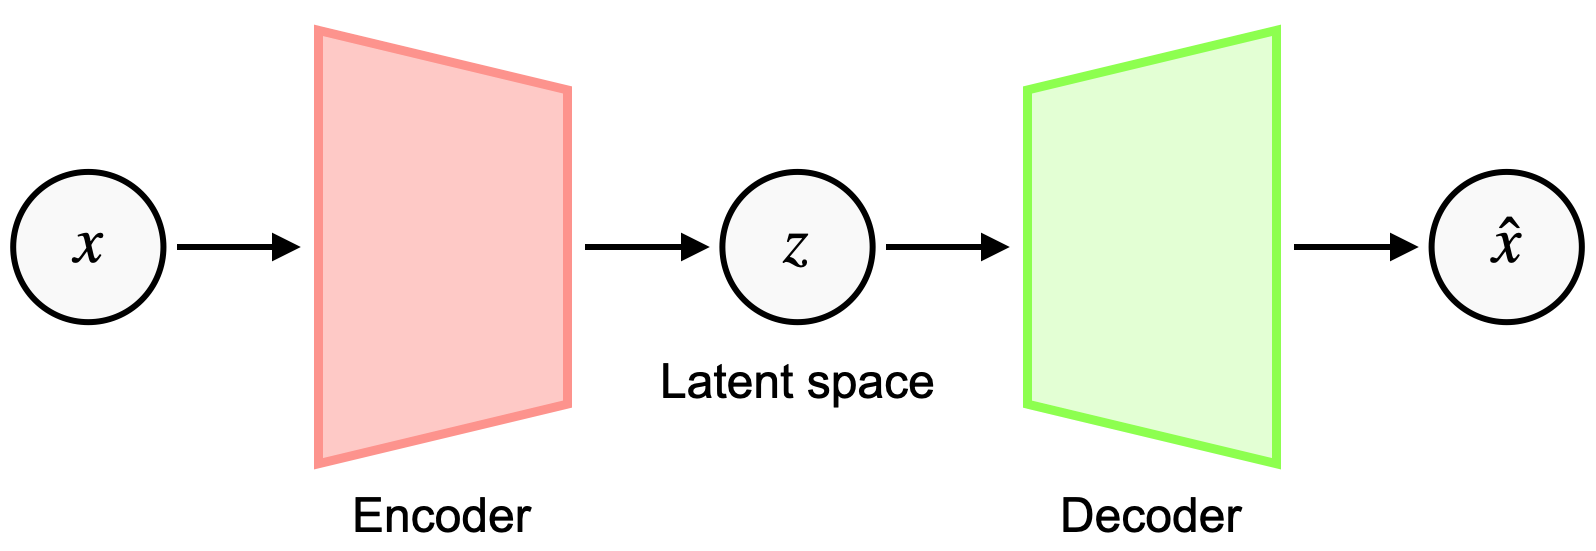 x
z
x̂
Latent space
Encoder
Decoder